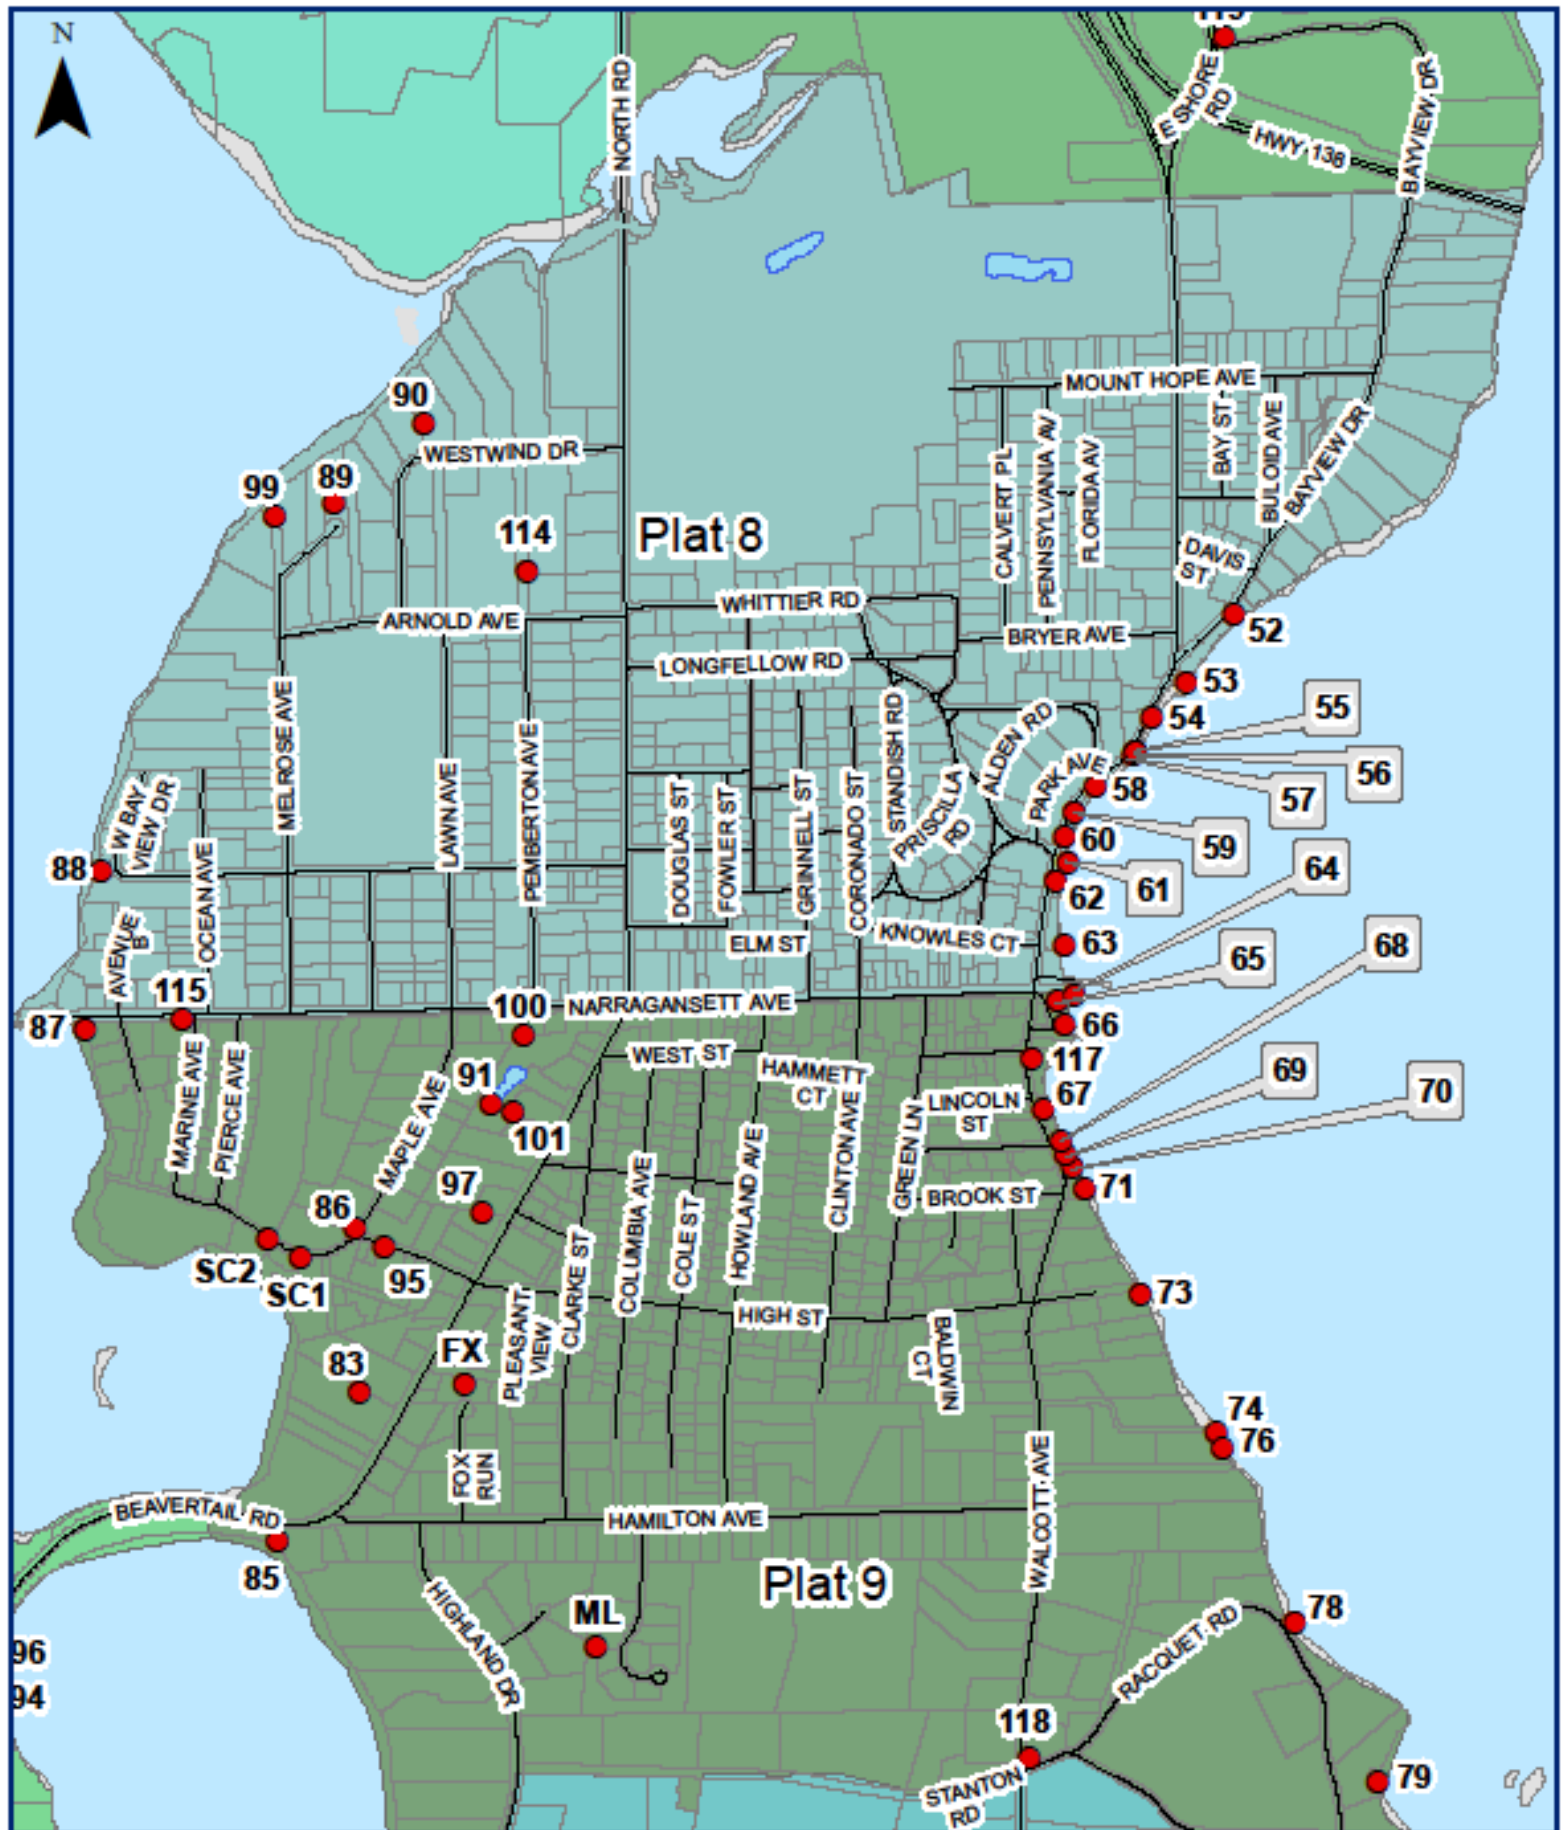 113
N
NORTH RD
E SHORE
RD
HWY 138
BAYVIEW DR
90
WESTWIND DR
MOUNT HOPE AVE
BAY ST
BULOID AVE
BAYVIEW DR
CALVERT PL
PENNSYLVANIA AV
FLORIDA AV
99
89
114
Plat 8
DAVIS
ST
WHITTIER RD
ARNOLD AVE
BRYER AVE
52
LONGFELLOW RD
53
54
55
MELROSE AVE
STANDISH RD
ALDEN RD
PARK AVE
56
57
58
W BAY
VIEW DR
LAWN AVE
PEMBERTON AVE
DOUGLAS ST
FOWLER ST
GRINNELL ST
CORONADO ST
PRISCILLA
RD
60
59
88
OCEAN AVE
61
64
62
AVENUE
B
ELM ST
KNOWLES CT
63
68
65
115
100
NARRAGANSETT AVE
87
66
WEST ST
117
91
HAMMETT
CT
69
70
MARINE AVE
PIERCE AVE
MAPLE AVE
101
GREEN LN
LINCOLN
ST
67
97
COLUMBIA AVE
HOWLAND AVE
CLINTON AVE
BROOK ST
71
86
SC2
SC1
95
CLARKE ST
COLE ST
73
HIGH ST
PLEASANT
VIEW
BALDWIN
CT
83
FX
74
76
FOX
RUN
WALCOTT AVE
BEAVERTAIL RD
HAMILTON AVE
85
Plat 9
HIGHLAND DR
ML
78
96
RACQUET RD
94
118
STANTON
RD
79